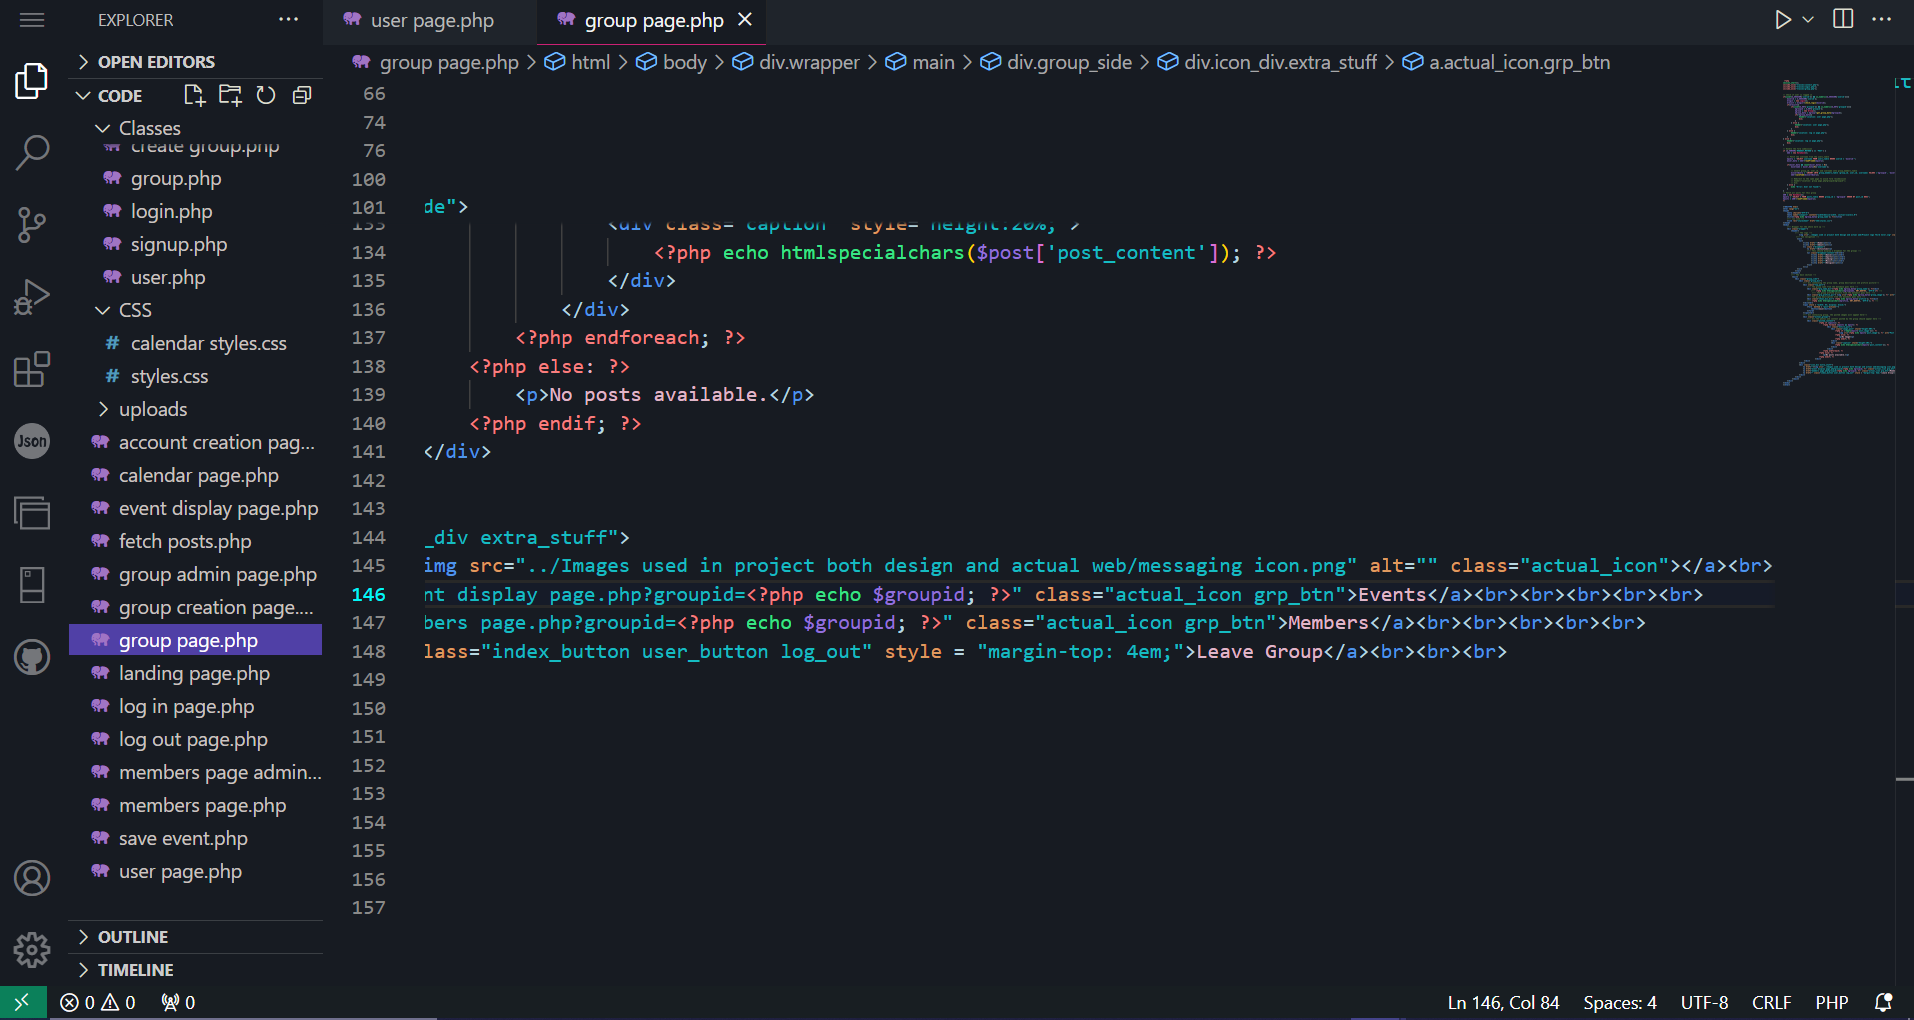 EXPLORER
OPEN EDITORS
CODE
Classes
create group.php
group.php
login.php
signup.php
user.php
CSS
# calendar styles.css
# styles.css
uploads
account creation pag...
calendar page.php
event display page.php
fetch posts.php
group admin page.php
group creation page....
group page.php
landing page.php
log in page.php
log out page.php
members page admin...
members page.php
save event.php
user page.php
OUTLINE
TIMELINE
Json
user page.php
group page.php
group page.php > html > body > div.wrapper > main > div.group_side > div.icon_div.extra_stuff > a.actual_icon.grp_btn
66
74
76
100
101 de">
133 <div class="caption" style="height:20%;">
134 <?php echo htmlspecialchars($post['post_content']); ?>
135 </div>
136 </div>
137 <?php endforeach; ?>
138 <?php else: ?>
139 <p>No posts available.</p>
140 <?php endif; ?>
141 </div>
142
143
144 _div extra_stuff">
145 img src="../Images used in project both design and actual web/messaging icon.png" alt="" class="actual_icon"></a><br>
146 nt display page.php?groupid=<?php echo $groupid; ?>" class="actual_icon grp_btn">Events</a><br><br><br><br><br>
147 bers page.php?groupid=<?php echo $groupid; ?>" class="actual_icon grp_btn">Members</a><br><br><br><br><br>
148 lass="index_button user_button log_out" style = "margin-top: 4em;">Leave Group</a><br><br><br>
149
150
151
152
153
154
155
156
157
0 0 0
Ln 146, Col 84 Spaces: 4 UTF-8 CRLF PHP